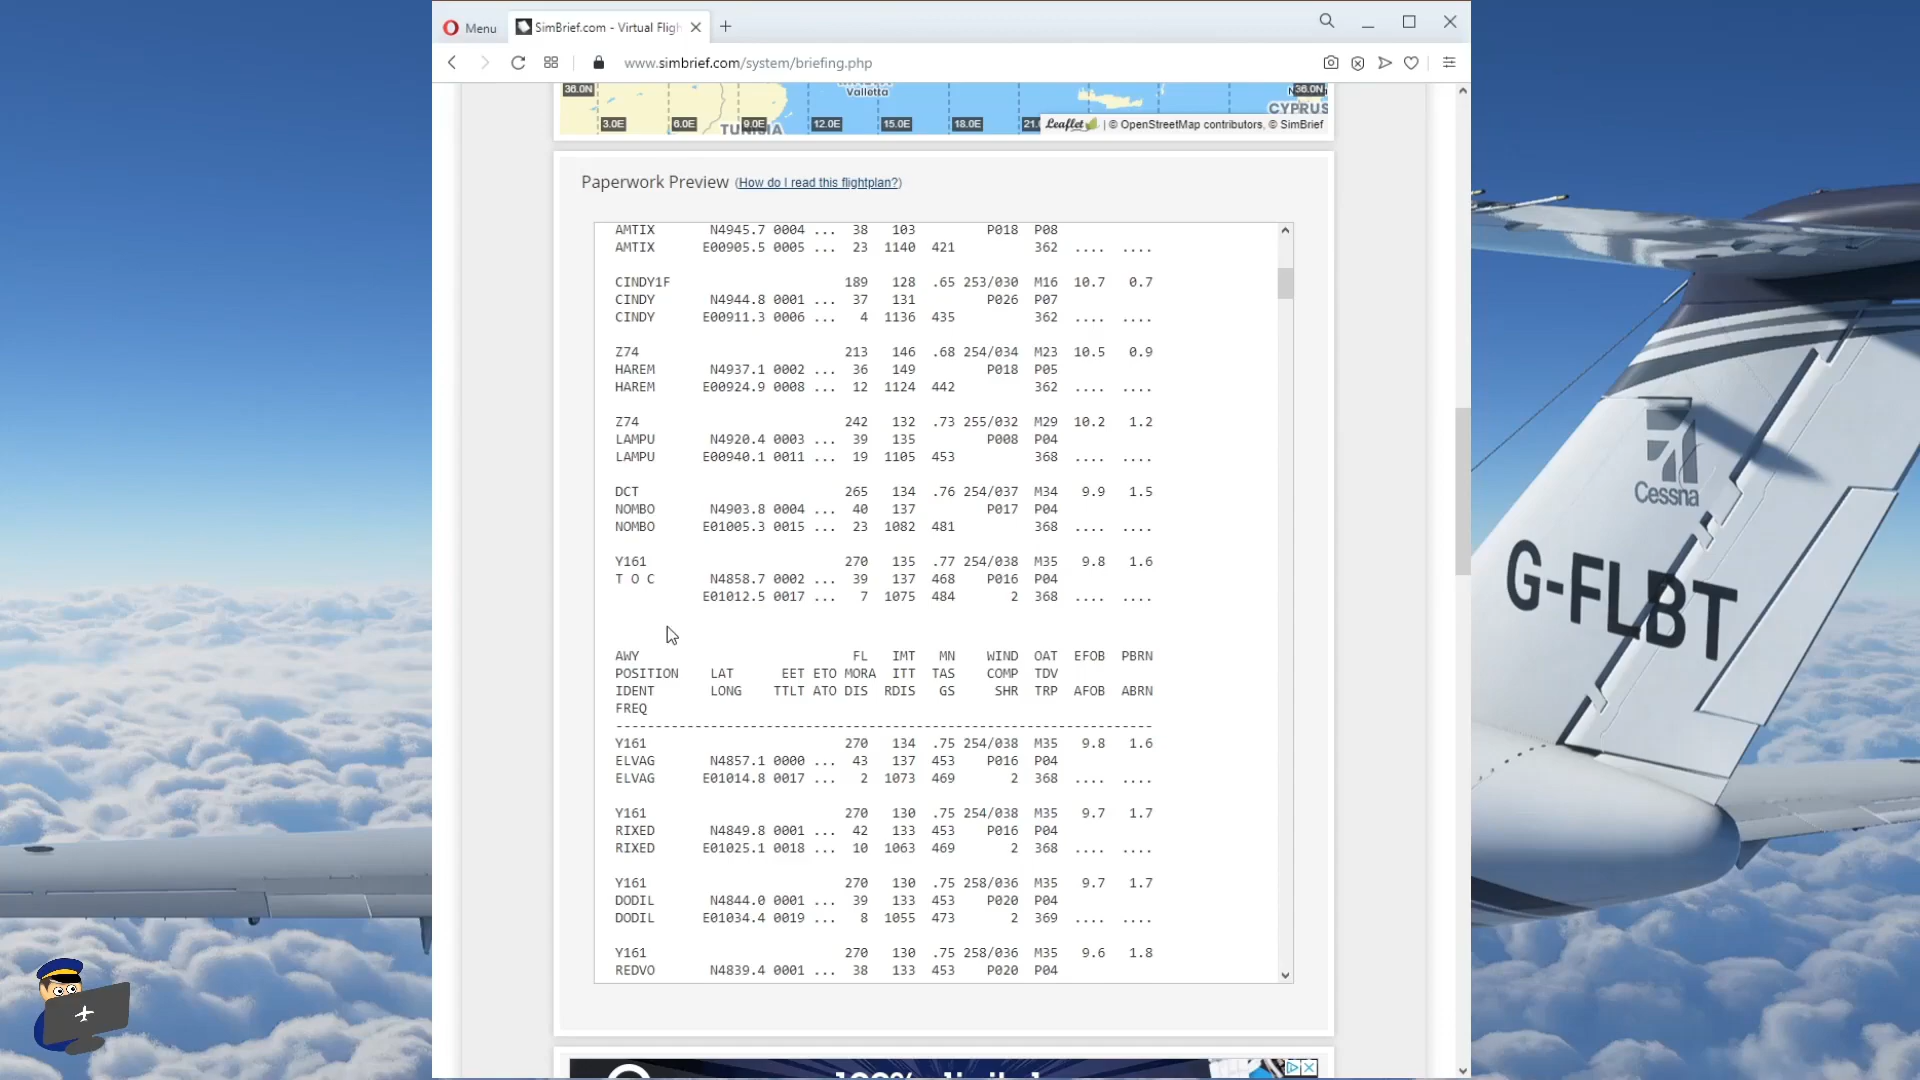 Menu
SimBrief.com - Virtual Fligh
www.simbrief.com/system/briefing.php
36.0N Valletta 36.0N
CYPRUS
3.0E 6.0E 9.0E 12.0E 15.0E 18.0E 21. Leaflet | © OpenStreetMap contributors, © SimBrief
Paperwork Preview (How do I read this flightplan?)
AMTIX N4945.7 0004 ... 38 103 P018 P08
AMTIX E00905.5 0005 ... 23 1140 421 362 .... ....
CINDY1F 189 128 .65 253/030 M16 10.7 0.7
CINDY N4944.8 0001 ... 37 131 P026 P07
CINDY E00911.3 0006 ... 4 1136 435 362 .... ....
Z74 213 146 .68 254/034 M23 10.5 0.9
HAREM N4937.1 0002 ... 36 149 P018 P05
HAREM E00924.9 0008 ... 12 1124 442 362 .... ....
Z74 242 132 .73 255/032 M29 10.2 1.2
LAMPU N4920.4 0003 ... 39 135 P008 P04
LAMPU E00940.1 0011 ... 19 1105 453 368 .... ....
DCT 265 134 .76 254/037 M34 9.9 1.5
NOMBO N4903.8 0004 ... 40 137 P017 P04
NOMBO E01005.3 0015 ... 23 1082 481 368 .... ....
Y161 270 135 .77 254/038 M35 9.8 1.6
T O C N4858.7 0002 ... 39 137 468 P016 P04
E01012.5 0017 ... 7 1075 484 2 368 .... ....
AWY FL IMT MN WIND OAT EFOB PBRN
POSITION LAT EET ETO MORA ITT TAS COMP TDV
IDENT LONG TTLT ATO DIS RDIS GS SHR TRP AFOB ABRN
FREQ
--------------------------------------------------------------------
Y161 270 134 .75 254/038 M35 9.8 1.6
ELVAG N4857.1 0000 ... 43 137 453 P016 P04
ELVAG E01014.8 0017 ... 2 1073 469 2 368 .... ....
Y161 270 130 .75 254/038 M35 9.7 1.7
RIXED N4849.8 0001 ... 42 133 453 P016 P04
RIXED E01025.1 0018 ... 10 1063 469 2 368 .... ....
Y161 270 130 .75 258/036 M35 9.7 1.7
DODIL N4844.0 0001 ... 39 133 453 P020 P04
DODIL E01034.4 0019 ... 8 1055 473 2 369 .... ....
Y161 270 130 .75 258/036 M35 9.6 1.8
REDVO N4839.4 0001 ... 38 133 453 P020 P04
Cessna
G-FLBT